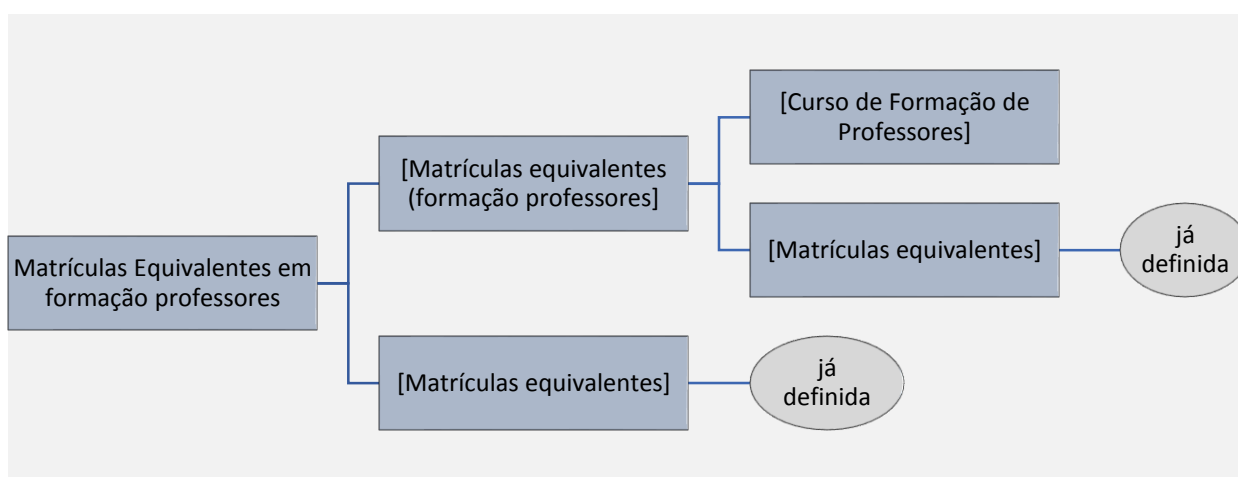 [Curso de Formação de
Professores]
[Matrículas equivalentes
(formação professores]
[Matrículas equivalentes]
já
definida
Matrículas Equivalentes em
formação professores
[Matrículas equivalentes]
já
definida